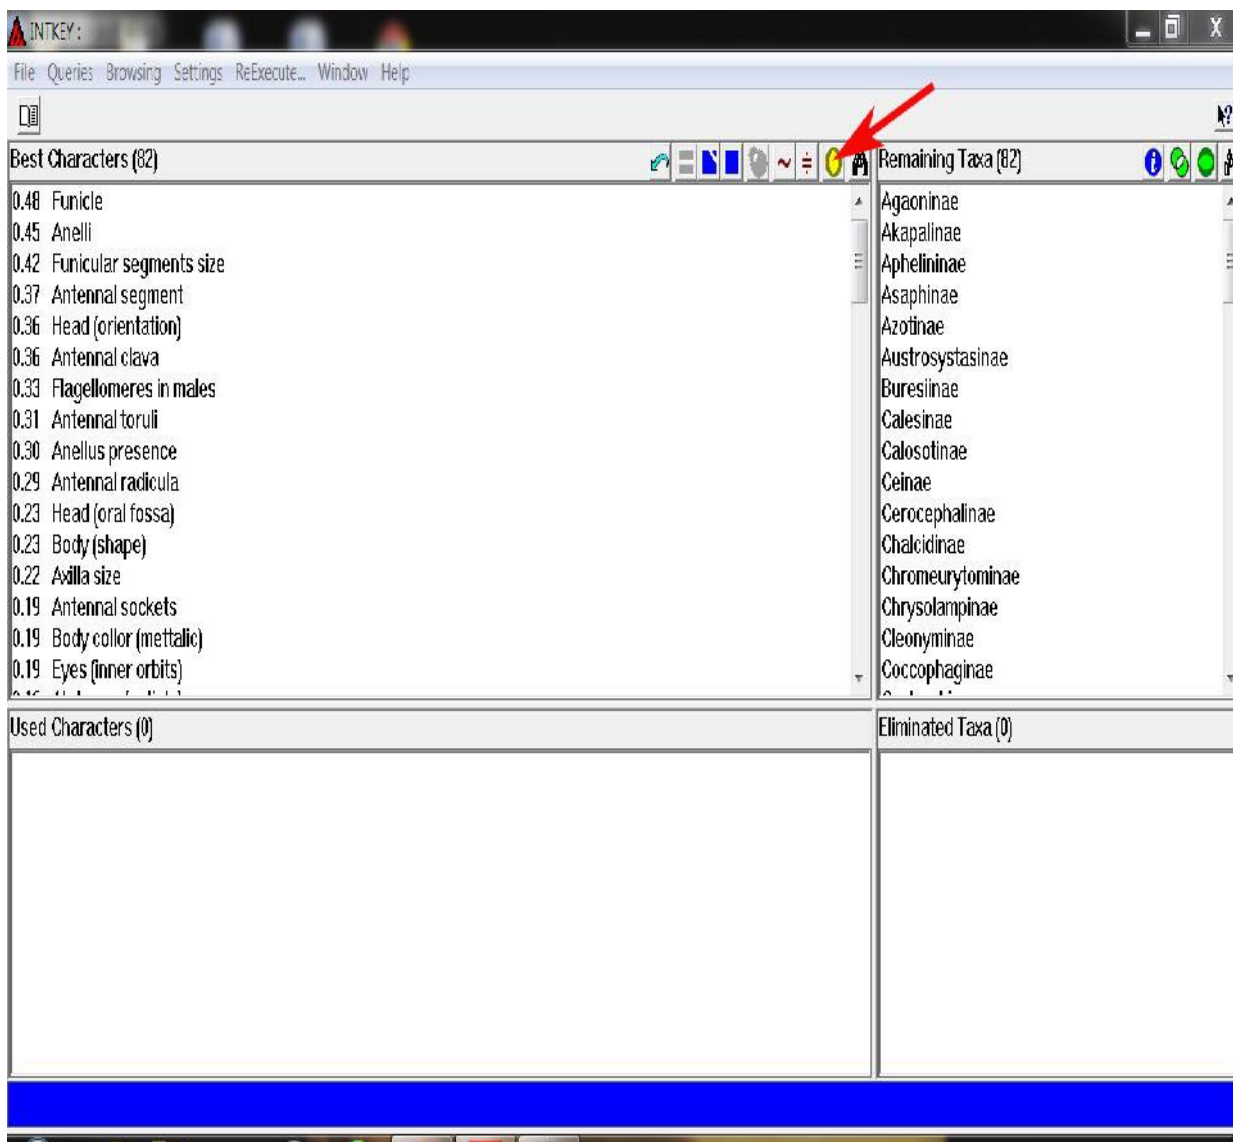 INTKEY :
File Queries Browsing Settings ReExecute... Window Help
Best Characters (82)
Remaining Taxa (82)
0.48 Funicle
0.45 Anelli
0.42 Funicular segments size
0.37 Antennal segment
0.36 Head (orientation)
0.36 Antennal clava
0.33 Flagellomeres in males
0.31 Antennal toruli
0.30 Anellus presence
0.29 Antennal radicula
0.23 Head (oral fossa)
0.23 Body (shape)
0.22 Axilla size
0.19 Antennal sockets
0.19 Body collor (mettalic)
0.19 Eyes (inner orbits)
Agaoninae
Akapalinae
Aphelininae
Asaphinae
Azotinae
Austrosystasinae
Buresiinae
Calesinae
Calosotinae
Ceinae
Cerocephalinae
Chalcidinae
Chromeurytominae
Chrysolampinae
Cleonyminae
Coccophaginae
Used Characters (0)
Eliminated Taxa (0)